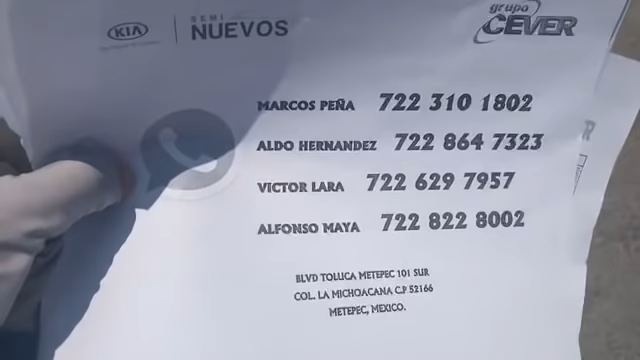 KIA
SEMI
NUEVOS
grupo
CEVER
MARCOS PEÑA 722 310 1802
ALDO HERNANDEZ 722 864 7323
VICTOR LARA 722 629 7957
ALFONSO MAYA 722 822 8002
BLVD TOLUCA METEPEC 101 SUR
COL. LA MICHOACANA C.P 52166
METEPEC, MEXICO.